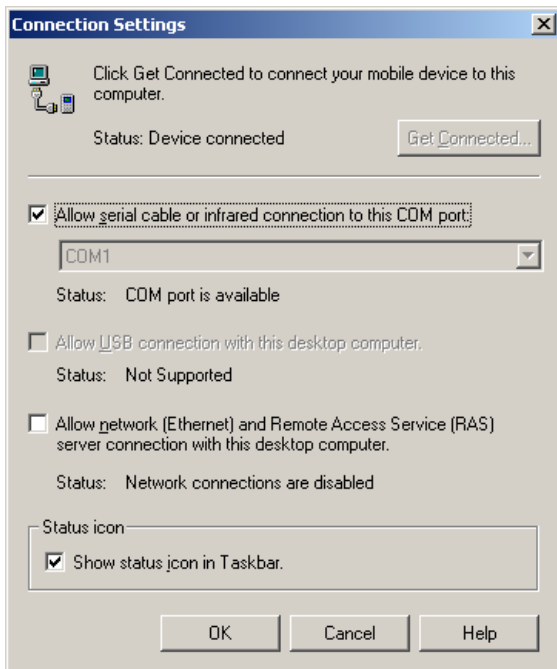 Connection Settings
Click Get Connected to connect your mobile device to this
computer.
Status: Device connected
Get Connected...
Allow serial cable or infrared connection to this COM port:
COM1
Status: COM port is available
Allow USB connection with this desktop computer.
Status: Not Supported
Allow network (Ethernet) and Remote Access Service (RAS)
server connection with this desktop computer.
Status: Network connections are disabled
Status icon
Show status icon in Taskbar.
OK Cancel Help